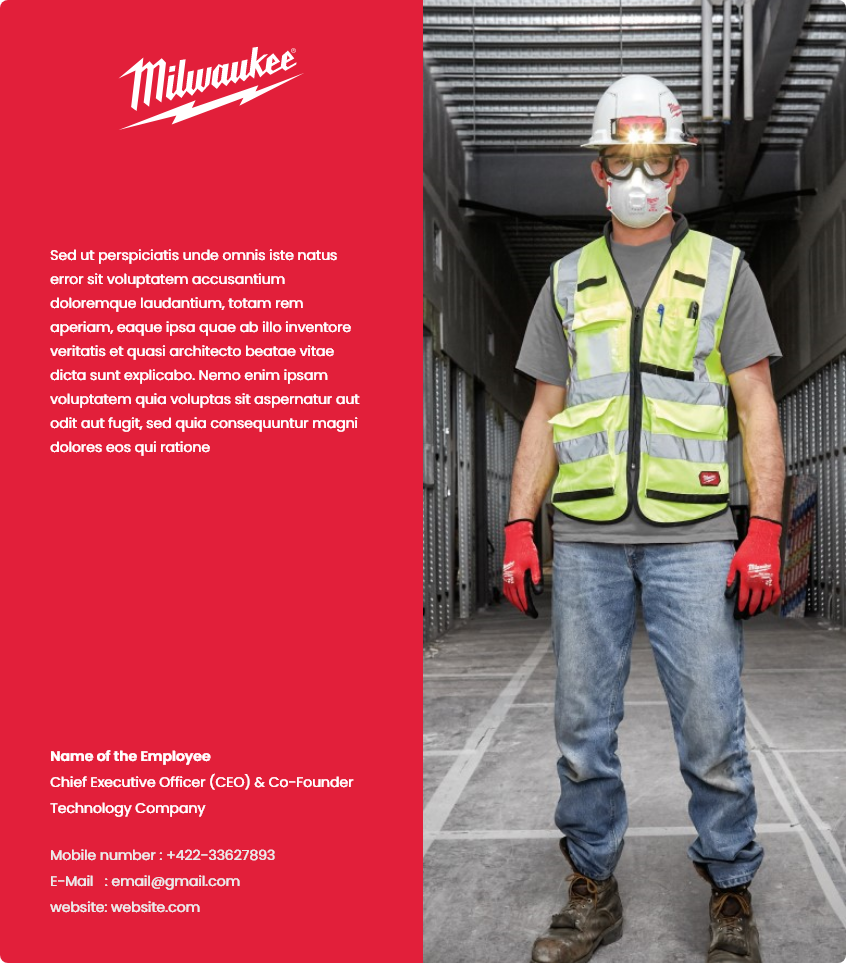 Milwaukee®
Sed ut perspiciatis unde omnis iste natus
error sit voluptatem accusantium
doloremque laudantium, totam rem
aperiam, eaque ipsa quae ab illo inventore
veritatis et quasi architecto beatae vitae
dicta sunt explicabo. Nemo enim ipsam
voluptatem quia voluptas sit aspernatur aut
odit aut fugit, sed quia consequuntur magni
dolores eos qui ratione
Name of the Employee
Chief Executive Officer (CEO) & Co-Founder
Technology Company
Mobile number : +422-33627893
E-Mail : email@gmail.com
website: website.com
Milwaukee